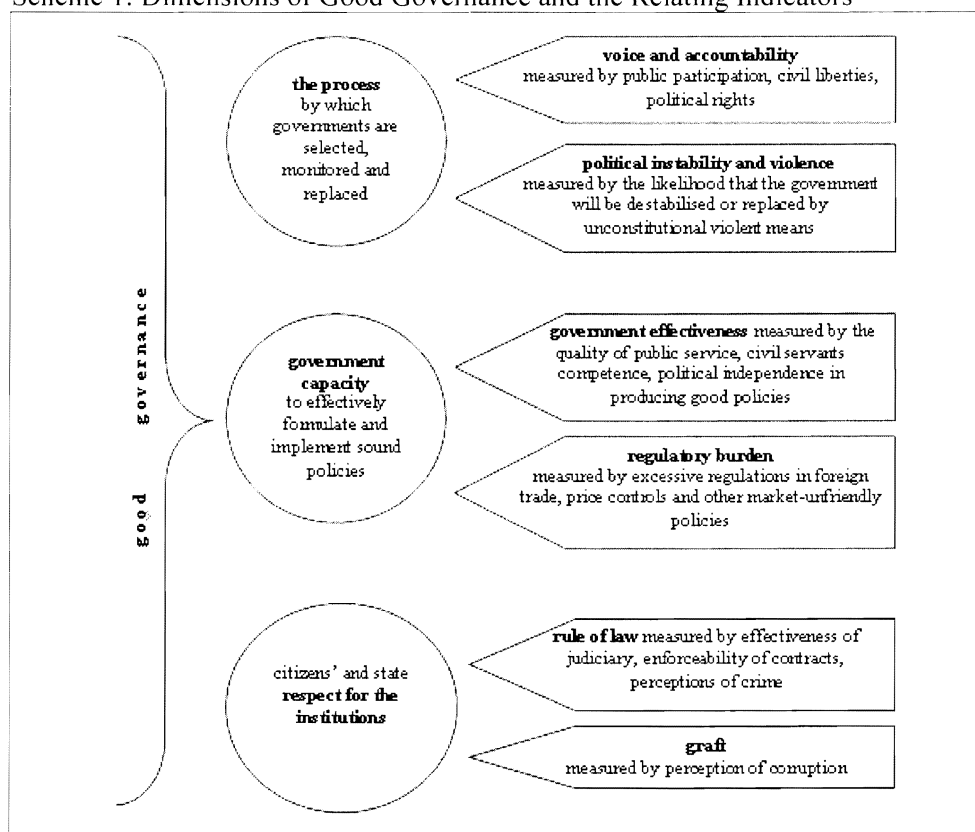 Scheme 1: Dimensions of Good Governance and the Relating Indicators
good governance
the process
by which
governments are
selected,
monitored and
replaced
voice and accountability
measured by public participation, civil liberties,
political rights
political instability and violence
measured by the likelihood that the government
will be destabilised or replaced by
unconstitutional violent means
government
capacity
to effectively
formulate and
implement sound
policies
government effectiveness measured by the
quality of public service, civil servants
competence, political independence in
producing good policies
regulatory burden
measured by excessive regulations in foreign
trade, price controls and other market-unfriendly
policies
citizens' and state
respect for the
institutions
rule of law measured by effectiveness of
judiciary, enforceability of contracts,
perceptions of crime
graft
measured by perception of corruption